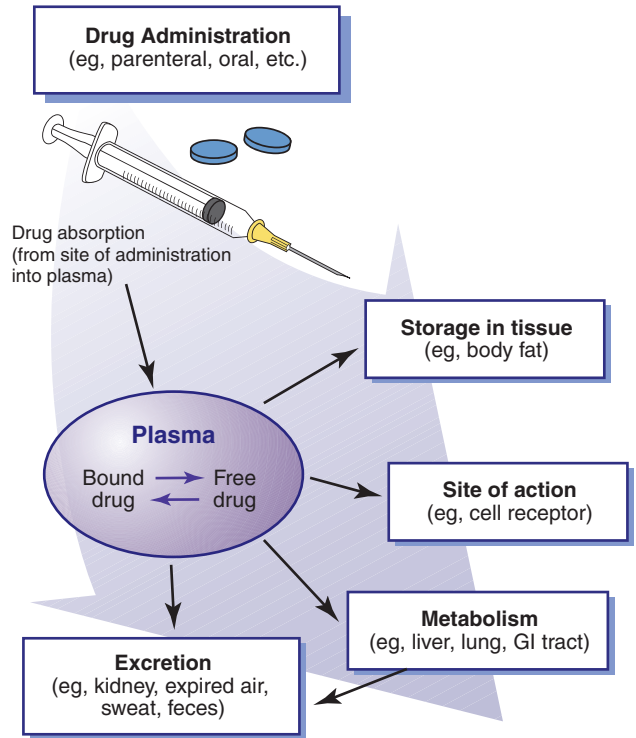 Drug Administration
(eg, parenteral, oral, etc.)
Drug absorption
(from site of administration
into plasma)
Storage in tissue
(eg, body fat)
Plasma
Bound Free
drug drug
Site of action
(eg, cell receptor)
Metabolism
(eg, liver, lung, GI tract)
Excretion
(eg, kidney, expired air,
sweat, feces)